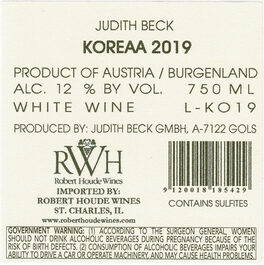 JUDITH BECK
KOREAA 2019
PRODUCT OF AUSTRIA / BURGENLAND
ALC. 12 % BY VOL. 750 ML
WHITE WINE L-KO19
PRODUCED BY: JUDITH BECK GMBH, A-7122 GOLS
RWH
Robert Houde Wines
IMPORTED BY:
ROBERT HOUDE WINES
ST. CHARLES, IL
www.roberthoudewines.com
9120018185429
CONTAINS SULFITES
GOVERNMENT WARNING: (1) ACCORDING TO THE SURGEON GENERAL, WOMEN
SHOULD NOT DRINK ALCOHOLIC BEVERAGES DURING PREGNANCY BECAUSE OF THE
RISK OF BIRTH DEFECTS. (2) CONSUMPTION OF ALCOHOLIC BEVERAGES IMPAIRS YOUR ABILITY
TO DRIVE A CAR OR OPERATE MACHINERY, AND MAY CAUSE HEALTH PROBLEMS.